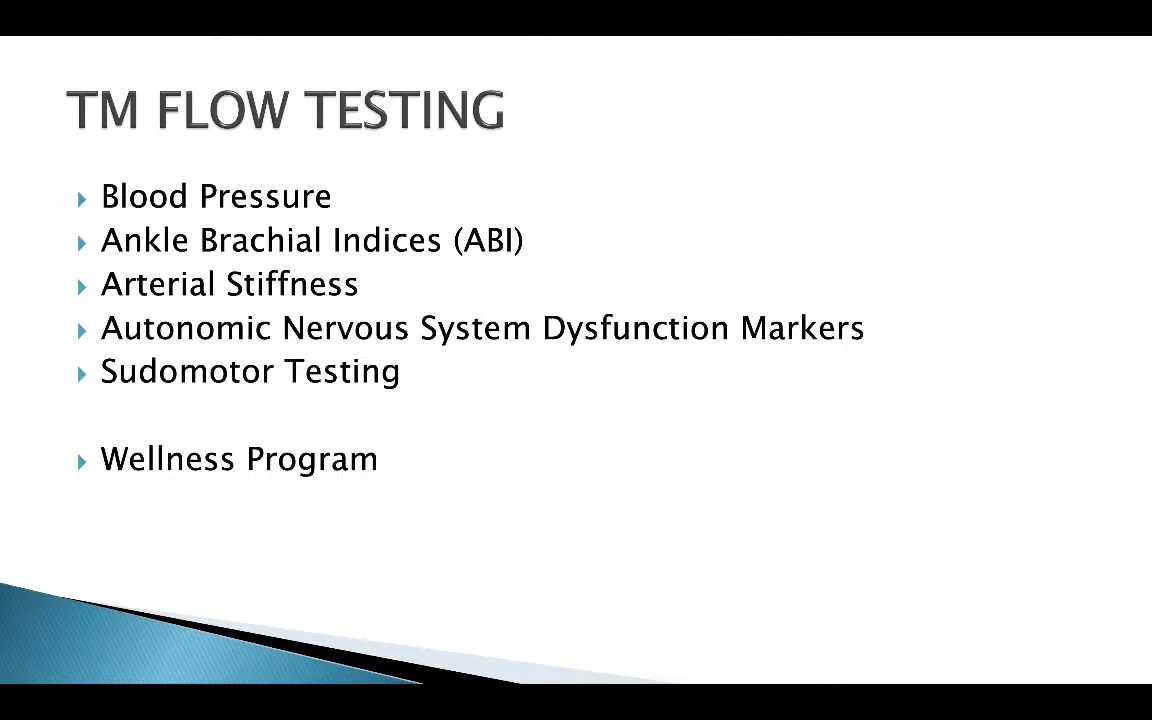 TM FLOW TESTING
Blood Pressure
Ankle Brachial Indices (ABI)
Arterial Stiffness
Autonomic Nervous System Dysfunction Markers
Sudomotor Testing
Wellness Program